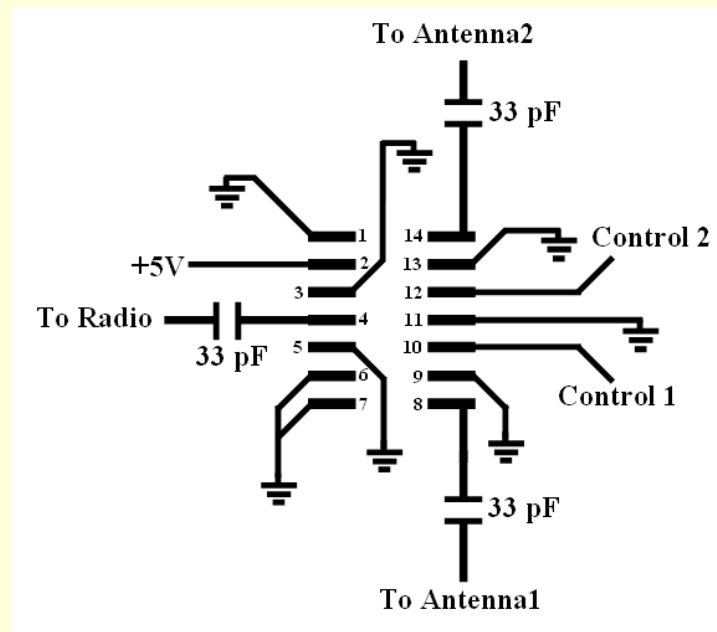 To Antenna2
33 pF
1 14
Control 2
+5V 2 13
3 12
To Radio 4 11
33 pF 5 10
6 9
Control 1
7 8
33 pF
To Antenna1